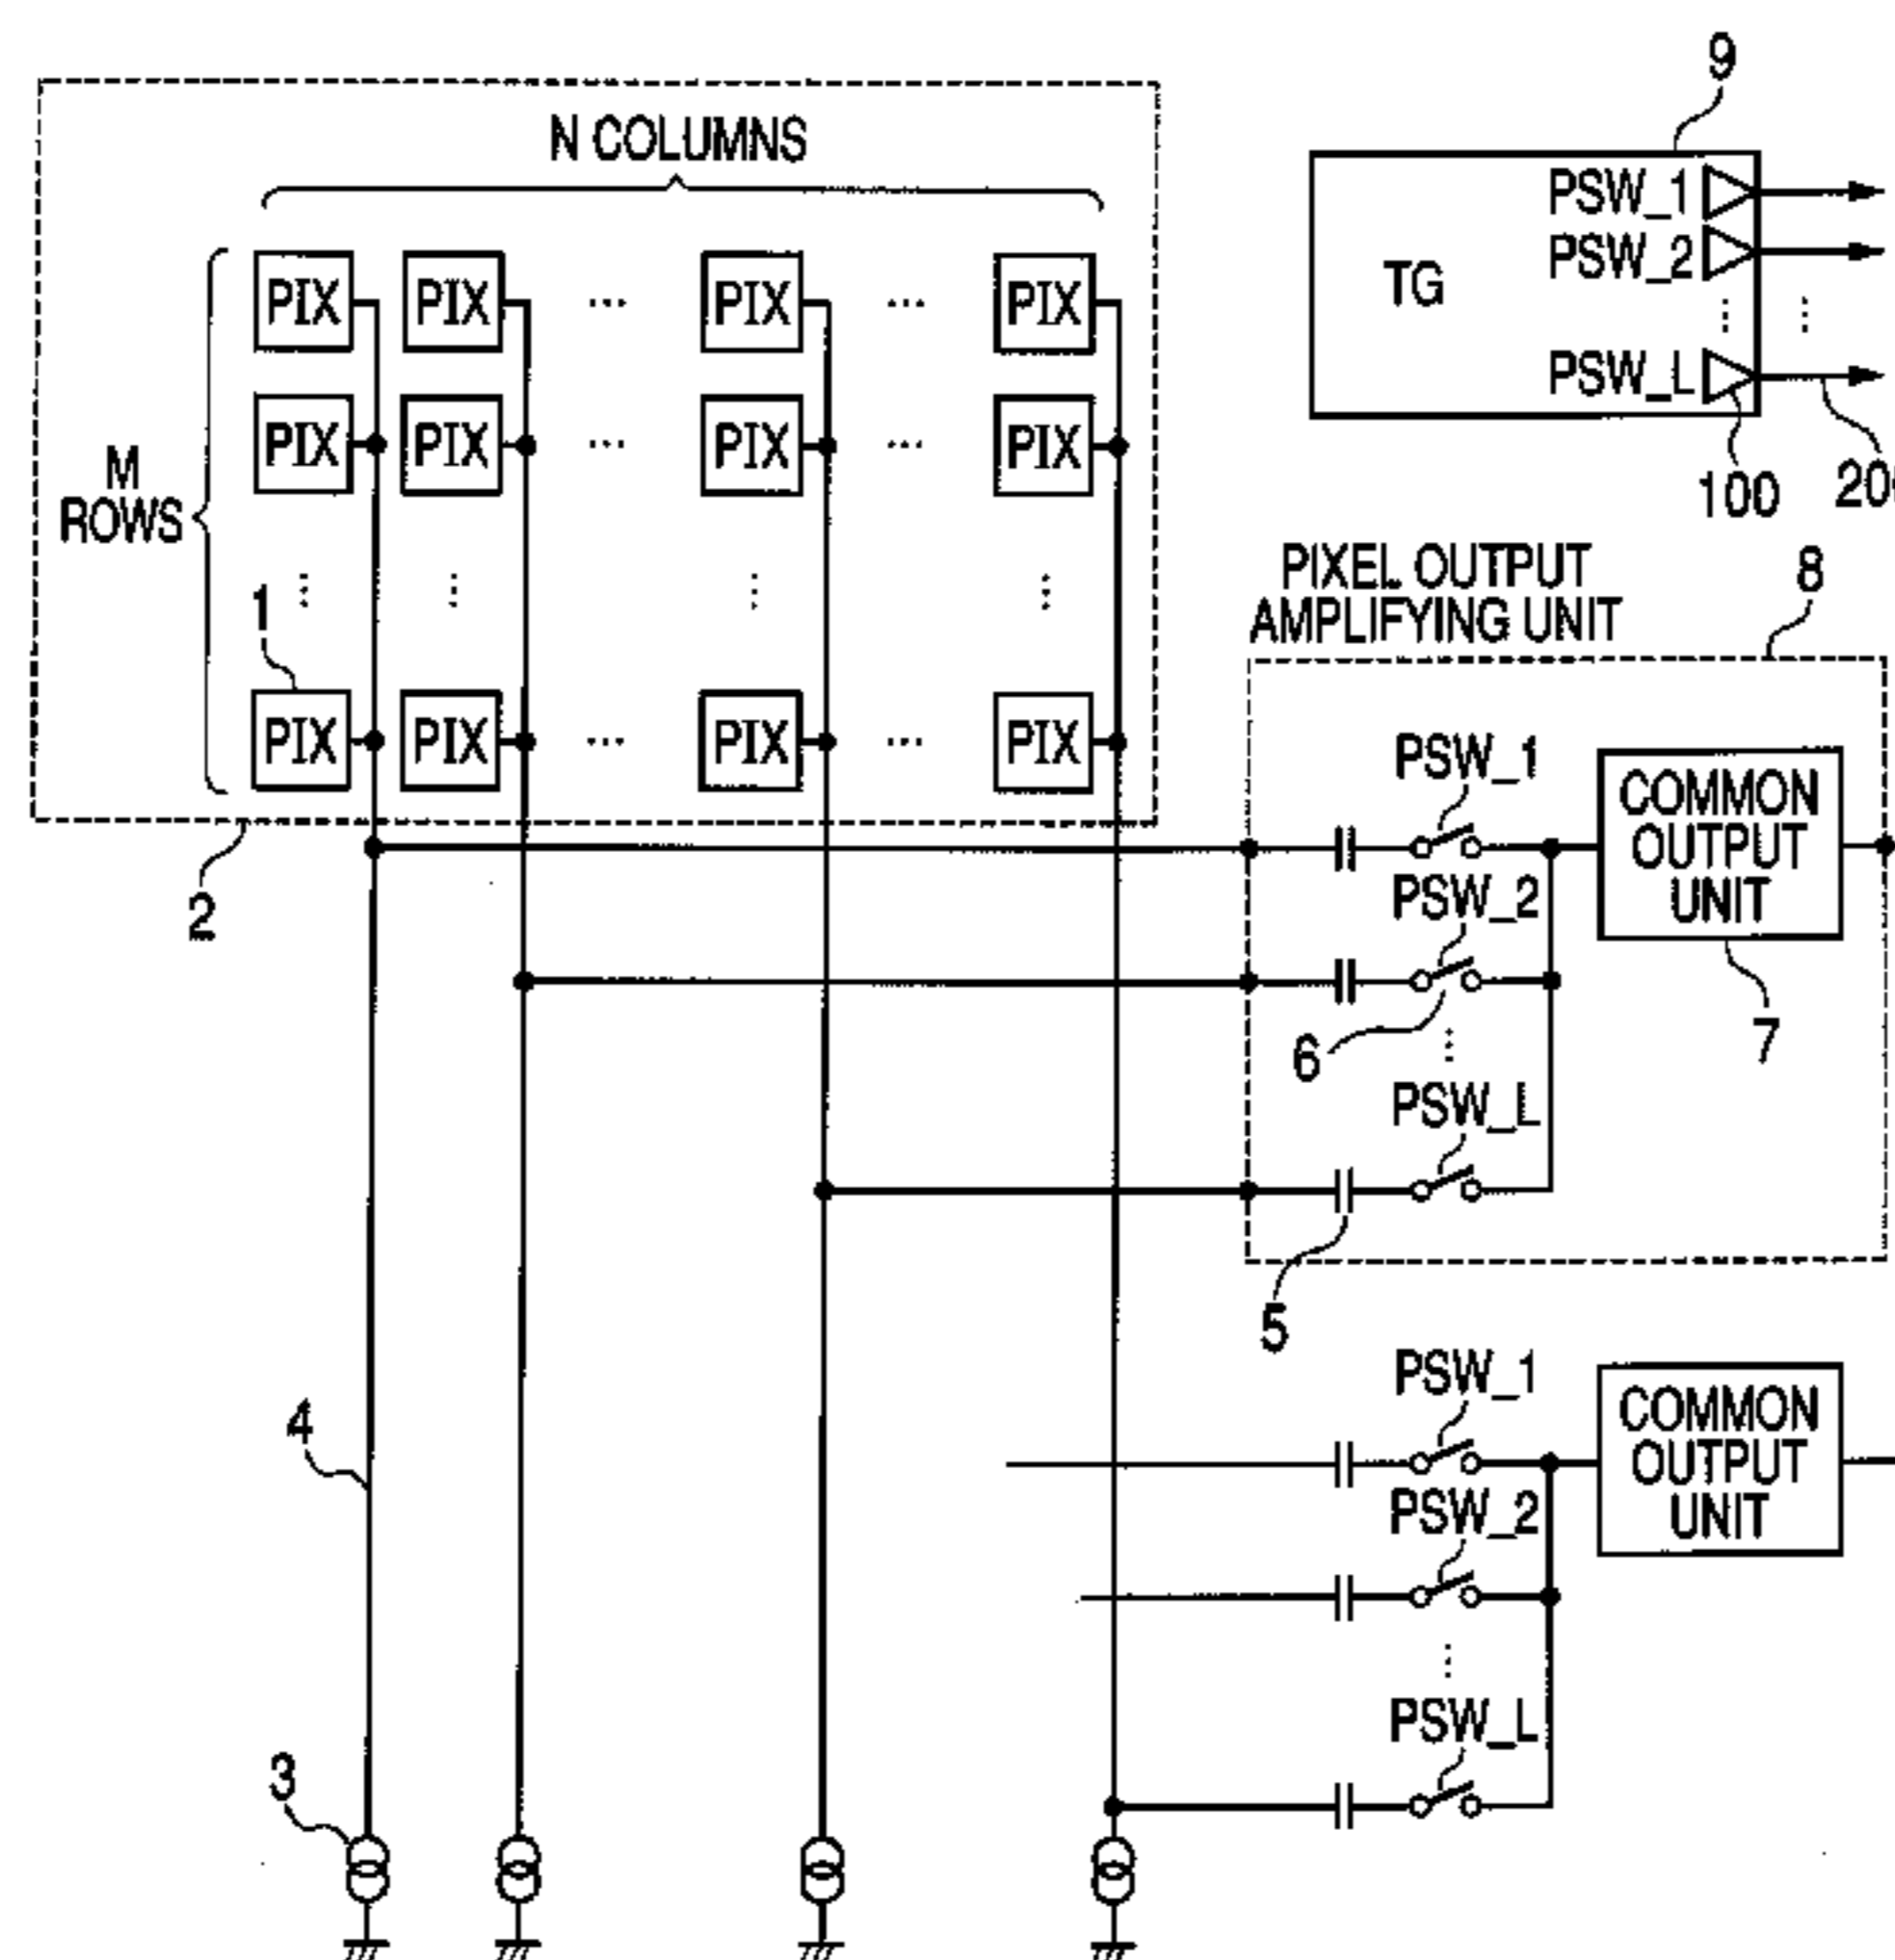 9
N COLUMNS
PSW_1
PSW_2
TG
⋮ ⋮
PSW_L
100
PIX PIX ... PIX ... PIX
PIX PIX ... PIX ... PIX
M
ROWS
⋮ ⋮ ⋮ ⋮
1
PIX PIX ... PIX ... PIX
2
PIXEL OUTPUT
AMPLIFYING UNIT
8
PSW_1
COMMON
OUTPUT
UNIT
PSW_2
6
⋮
7
PSW_L
5
PSW_1
COMMON
OUTPUT
UNIT
PSW_2
⋮
PSW_L
4
3